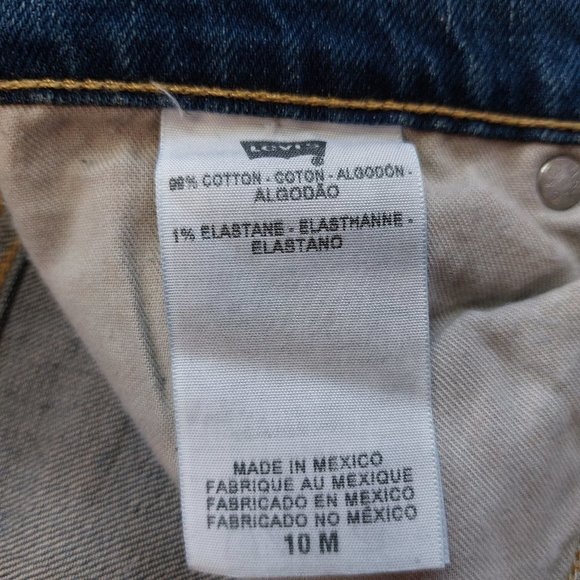 LEVI'S
99% COTTON - COTON - ALGODÓN -
ALGODÃO
1% ELASTANE - ELASTHANNE -
ELASTANO
MADE IN MEXICO
FABRIQUE AU MEXIQUE
FABRICADO EN MEXICO
FABRICADO NO MÉXICO
10 M